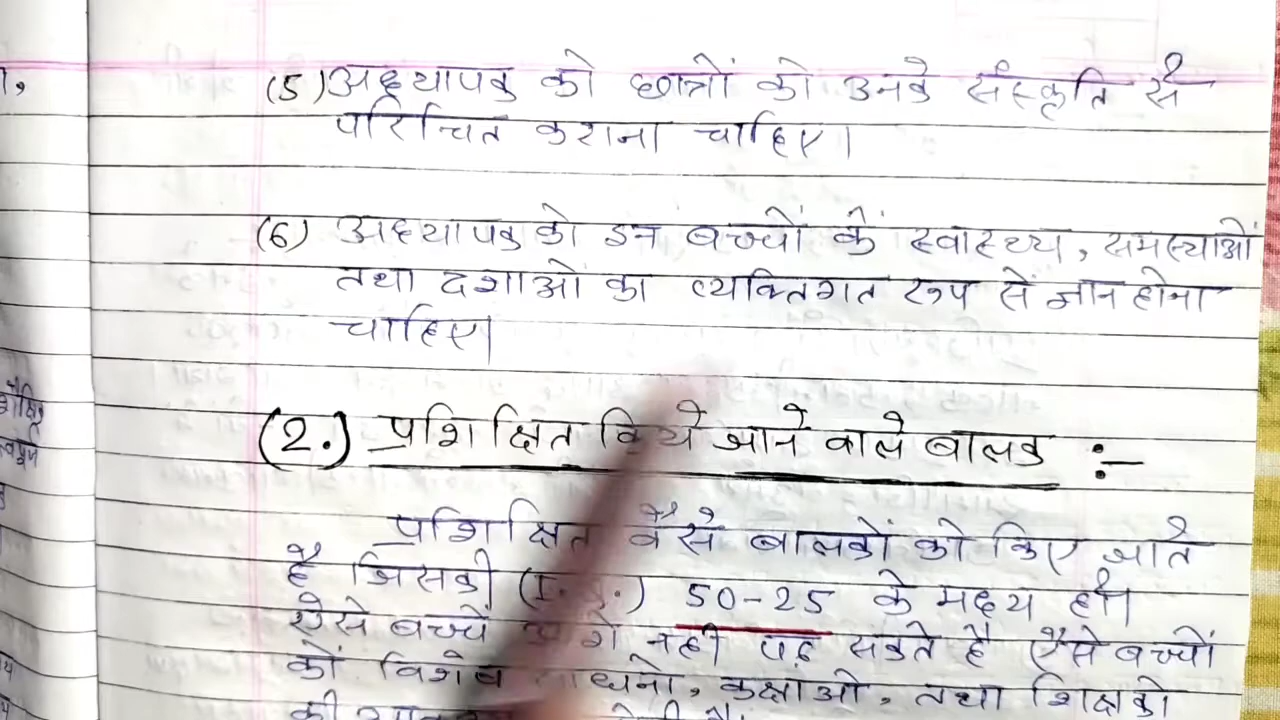 (5) अध्यापक को छात्रों को उनके संस्कृति से
परिचित कराना चाहिए।
(6) अध्यापक को इन बच्चों के स्वास्थ्य, समस्याओं
तथा दशाओं का व्यक्तिगत रूप से ज्ञान होना
चाहिए।
(2.) प्रशिक्षित किये जाने वाले बालक :-
प्रशिक्षित वैसे बालकों को किए जाते
है जिसकी 50-25 के मध्य हो।
ऐसे बच्चें नही पढ़ सकते है ऐसे बच्चों
कों विशेष कक्षाओ, तथा शिक्षको
की